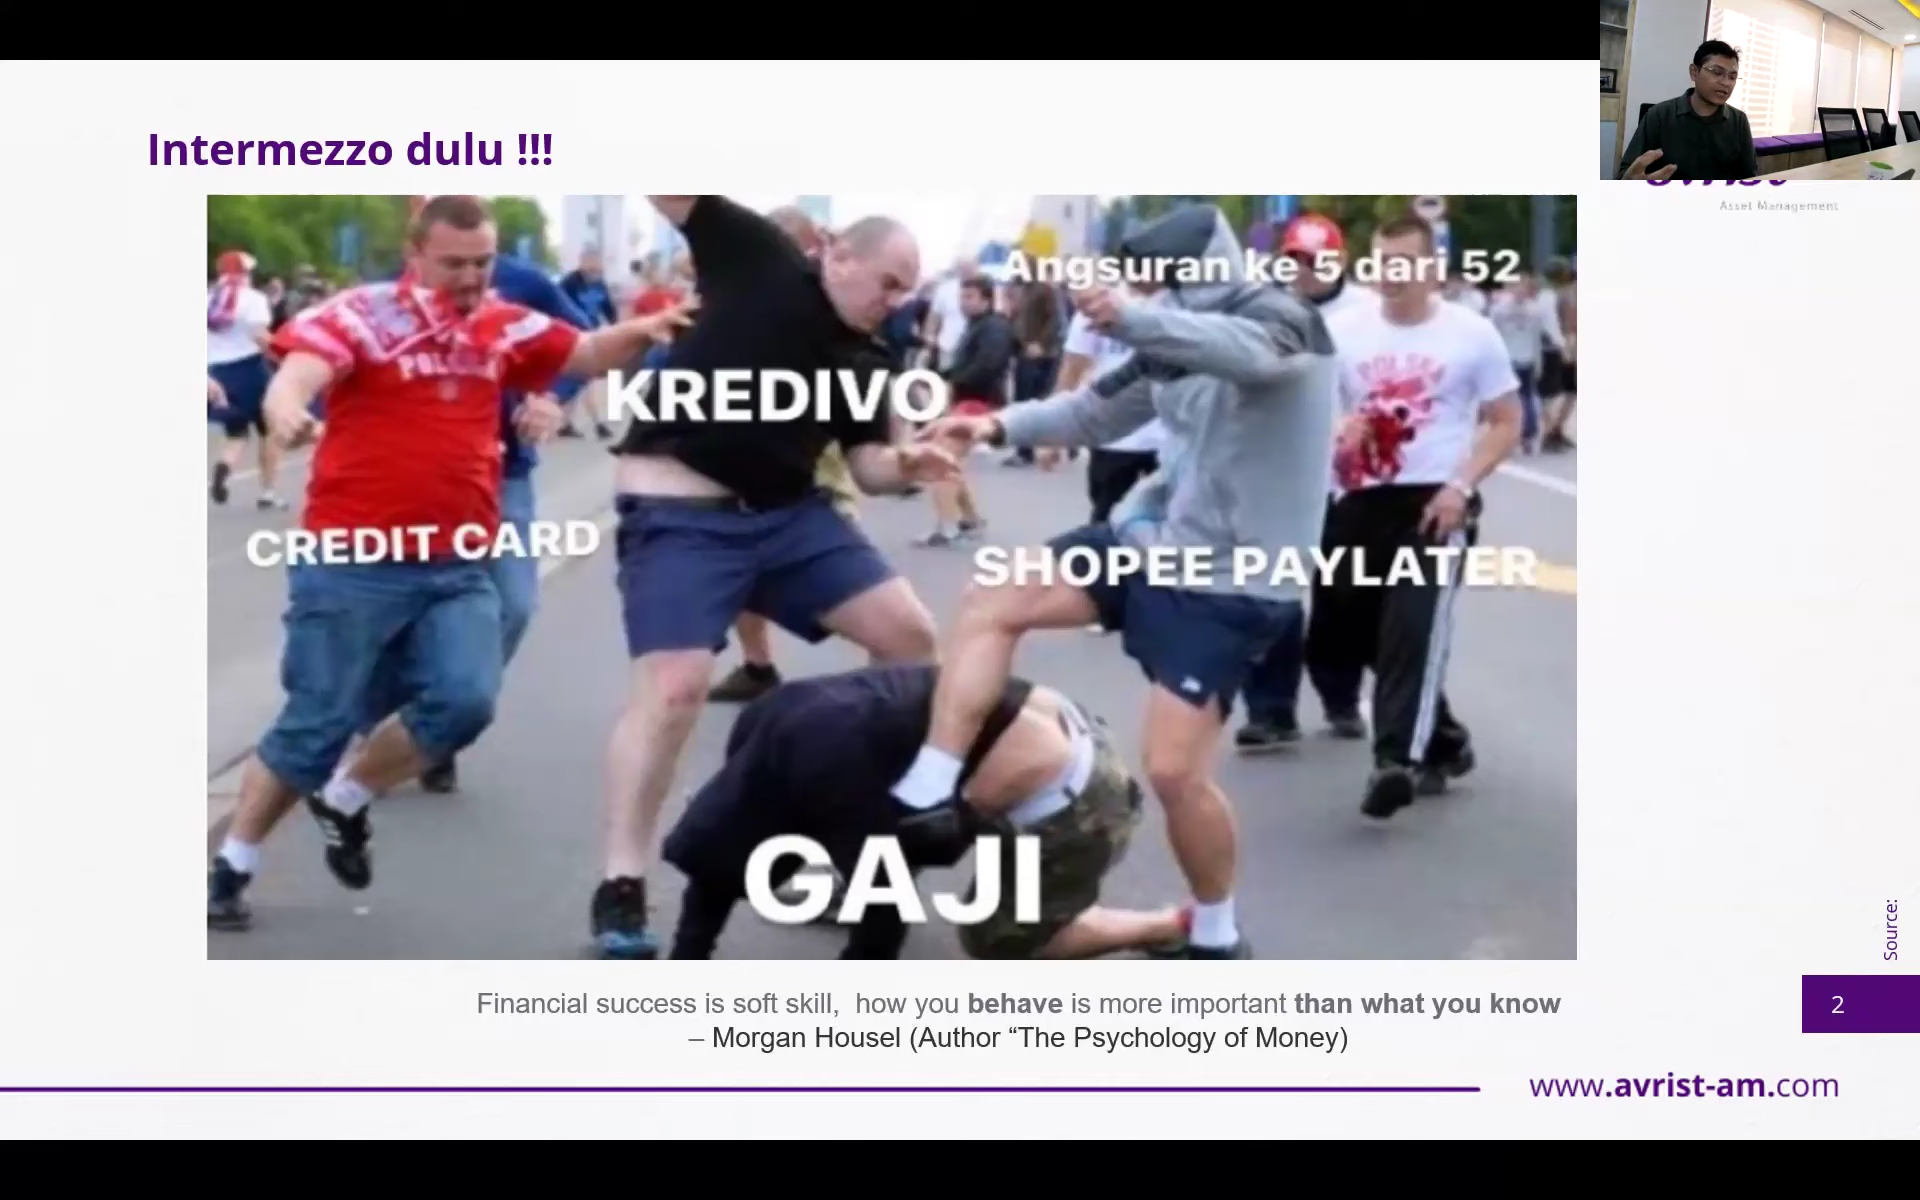 Intermezzo dulu !!!
Asset Management
Angsuran ke 5 dari 52
KREDIVO
CREDIT CARD
SHOPEE PAYLATER
GAJI
Financial success is soft skill,  how you behave is more important than what you know
– Morgan Housel (Author “The Psychology of Money)
Source:
2
www.avrist-am.com